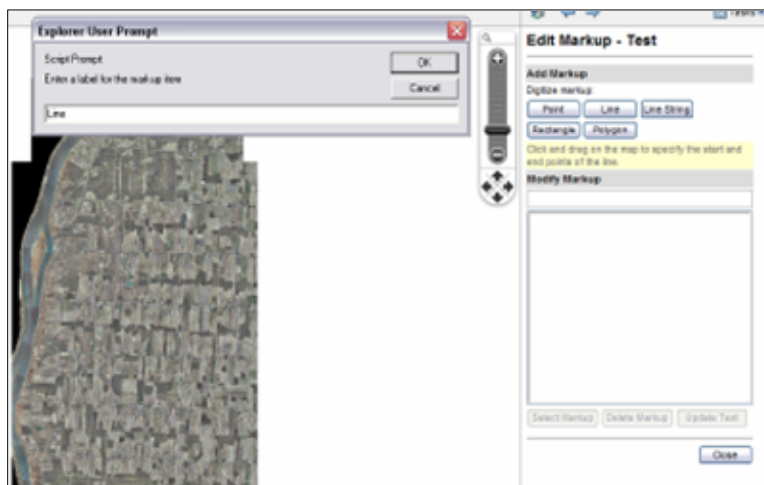 Explorer User Prompt
Script Prompt
Enter a label for the markup item
OK
Cancel
Line
Tasks
Edit Markup - Test
Add Markup
Digitize markup:
Point Line Line String
Rectangle Polygon
Click and drag on the map to specify the start and
end points of the line.
Modify Markup
Select Markup Delete Markup Update Text
Close